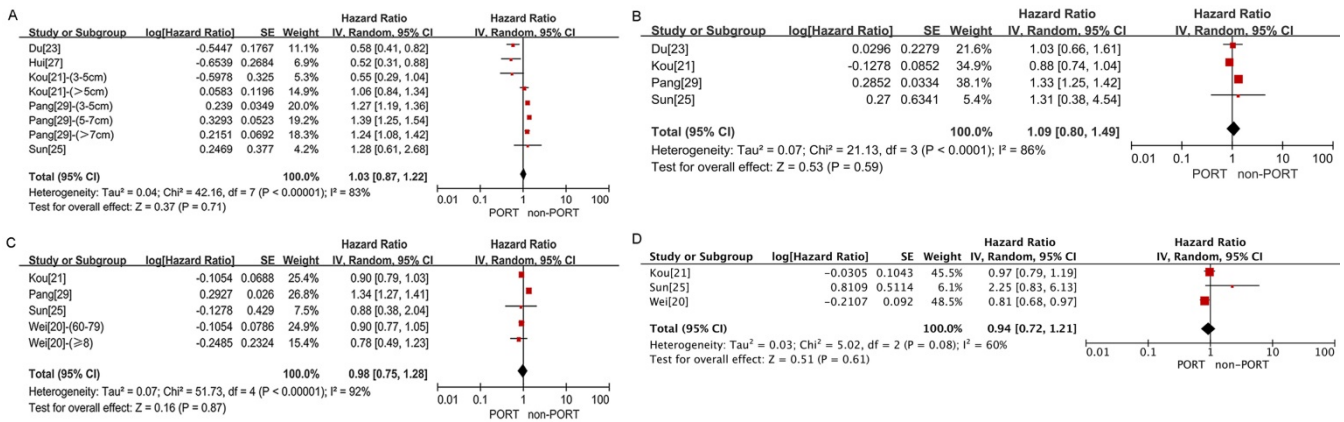 A
Hazard Ratio Hazard Ratio
Study or Subgroup log[Hazard Ratio] SE Weight IV, Random, 95% CI IV, Random, 95% CI
Du[23] -0.5447 0.1767 11.1% 0.58 [0.41, 0.82]
Hui[27] -0.6539 0.2684 6.9% 0.52 [0.31, 0.88]
Kou[21]-(3-5cm) -0.5978 0.325 5.3% 0.55 [0.29, 1.04]
Kou[21]-(>5cm) 0.0583 0.1196 14.9% 1.06 [0.84, 1.34]
Pang[29]-(3-5cm) 0.239 0.0349 20.0% 1.27 [1.19, 1.36]
Pang[29]-(5-7cm) 0.3293 0.0523 19.2% 1.39 [1.25, 1.54]
Pang[29]-(>7cm) 0.2151 0.0692 18.3% 1.24 [1.08, 1.42]
Sun[25] 0.2469 0.377 4.2% 1.28 [0.61, 2.68]
Total (95% CI) 100.0% 1.03 [0.87, 1.22]
Heterogeneity: Tau² = 0.04; Chi² = 42.16, df = 7 (P < 0.00001); I² = 83%
Test for overall effect: Z = 0.37 (P = 0.71)
0.01 0.1 1 10 100
PORT non-PORT
B
Hazard Ratio Hazard Ratio
Study or Subgroup log[Hazard Ratio] SE Weight IV, Random, 95% CI IV, Random, 95% CI
Du[23] 0.0296 0.2279 21.6% 1.03 [0.66, 1.61]
Kou[21] -0.1278 0.0852 34.9% 0.88 [0.74, 1.04]
Pang[29] 0.2852 0.0334 38.1% 1.33 [1.25, 1.42]
Sun[25] 0.27 0.6341 5.4% 1.31 [0.38, 4.54]
Total (95% CI) 100.0% 1.09 [0.80, 1.49]
Heterogeneity: Tau² = 0.07; Chi² = 21.13, df = 3 (P < 0.0001); I² = 86%
Test for overall effect: Z = 0.53 (P = 0.59)
0.01 0.1 1 10 100
PORT non-PORT
C
Hazard Ratio Hazard Ratio
Study or Subgroup log[Hazard Ratio] SE Weight IV, Random, 95% CI IV, Random, 95% CI
Kou[21] -0.1054 0.0688 25.4% 0.90 [0.79, 1.03]
Pang[29] 0.2927 0.026 26.8% 1.34 [1.27, 1.41]
Sun[25] -0.1278 0.429 7.5% 0.88 [0.38, 2.04]
Wei[20]-(60-79) -0.1054 0.0786 24.9% 0.90 [0.77, 1.05]
Wei[20]-(≥8) -0.2485 0.2324 15.4% 0.78 [0.49, 1.23]
Total (95% CI) 100.0% 0.98 [0.75, 1.28]
Heterogeneity: Tau² = 0.07; Chi² = 51.73, df = 4 (P < 0.00001); I² = 92%
Test for overall effect: Z = 0.16 (P = 0.87)
0.01 0.1 1 10 100
PORT non-PORT
D
Hazard Ratio Hazard Ratio
Study or Subgroup log[Hazard Ratio] SE Weight IV, Random, 95% CI IV, Random, 95% CI
Kou[21] −0.0305 0.1043 45.5% 0.97 [0.79, 1.19]
Sun[25] 0.8109 0.5114 6.1% 2.25 [0.83, 6.13]
Wei[20] −0.2107 0.092 48.5% 0.81 [0.68, 0.97]
Total (95% CI) 100.0% 0.94 [0.72, 1.21]
Heterogeneity: Tau² = 0.03; Chi² = 5.02, df = 2 (P = 0.08); I² = 60%
Test for overall effect: Z = 0.51 (P = 0.61)
0.01 0.1 1 10 100
PORT non−PORT